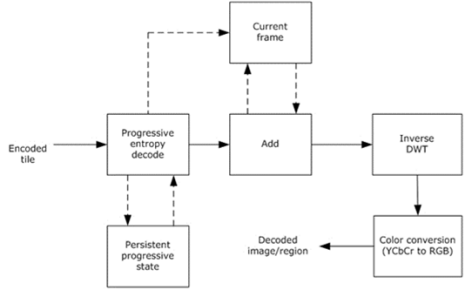 Current
frame
Encoded
tile
Progressive
entropy
decode
Add
Inverse
DWT
Persistent
progressive
state
Decoded
image/region
Color conversion
(YCbCr to RGB)